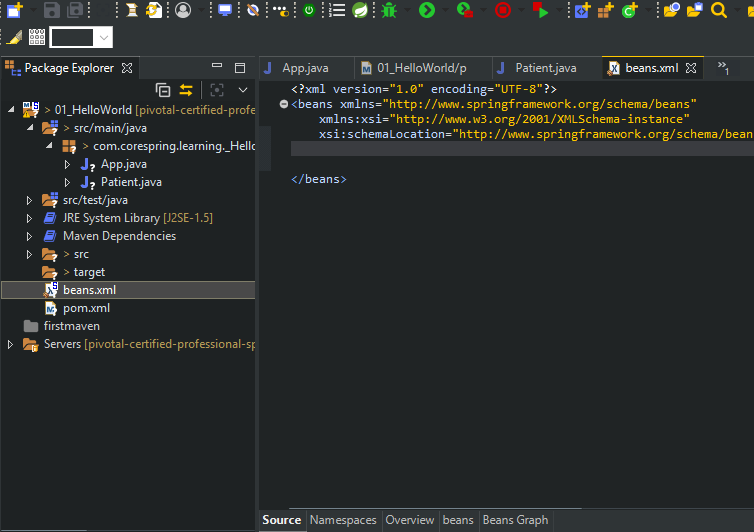 Package Explorer
App.java
01_HelloWorld/p
Patient.java
beans.xml
»1
> 01_HelloWorld [pivotal-certified-profe
> src/main/java
> com.corespring.learning._Hello
App.java
Patient.java
src/test/java
JRE System Library [J2SE-1.5]
Maven Dependencies
> src
> target
beans.xml
pom.xml
firstmaven
Servers [pivotal-certified-professional-sp
<?xml version="1.0" encoding="UTF-8"?>
<beans xmlns="http://www.springframework.org/schema/beans"
xmlns:xsi="http://www.w3.org/2001/XMLSchema-instance"
xsi:schemaLocation="http://www.springframework.org/schema/bean
</beans>
Source
Namespaces
Overview
beans
Beans Graph